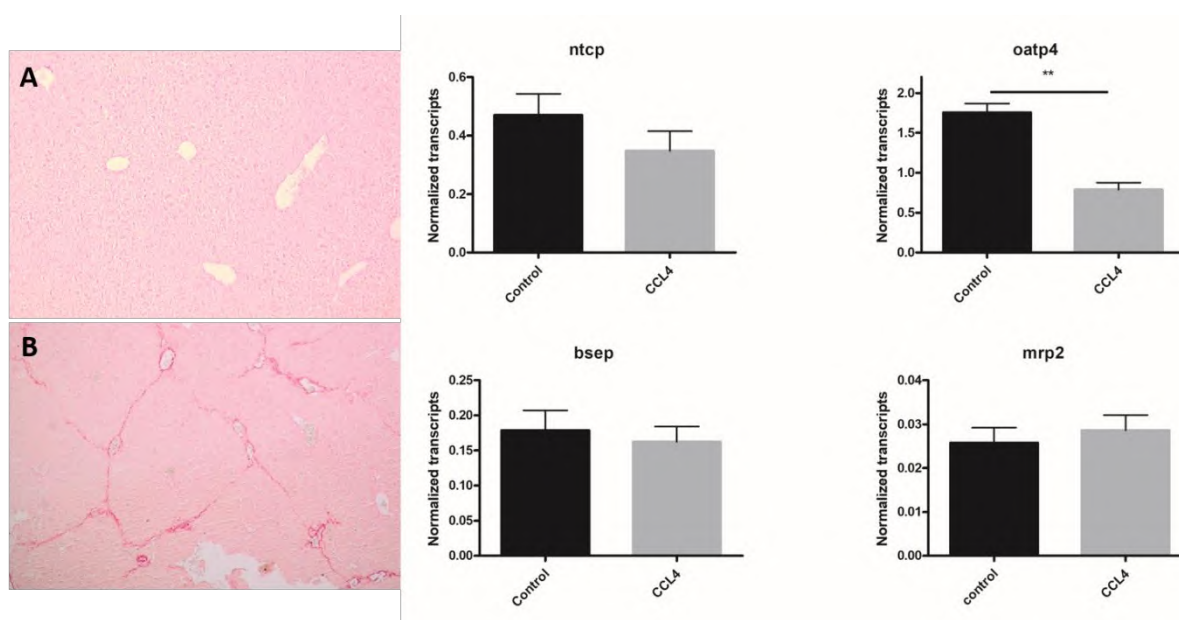 A
B
ntcp
Normalized transcripts
0.6
0.4
0.2
0.0
Control
CCL4
oatp4
**
Normalized transcripts
2.0
1.5
1.0
0.5
0.0
Control
CCL4
bsep
Normalized transcripts
0.25
0.20
0.15
0.10
0.05
0.00
Control
CCL4
mrp2
Normalized transcripts
0.04
0.03
0.02
0.01
0.00
control
CCL4